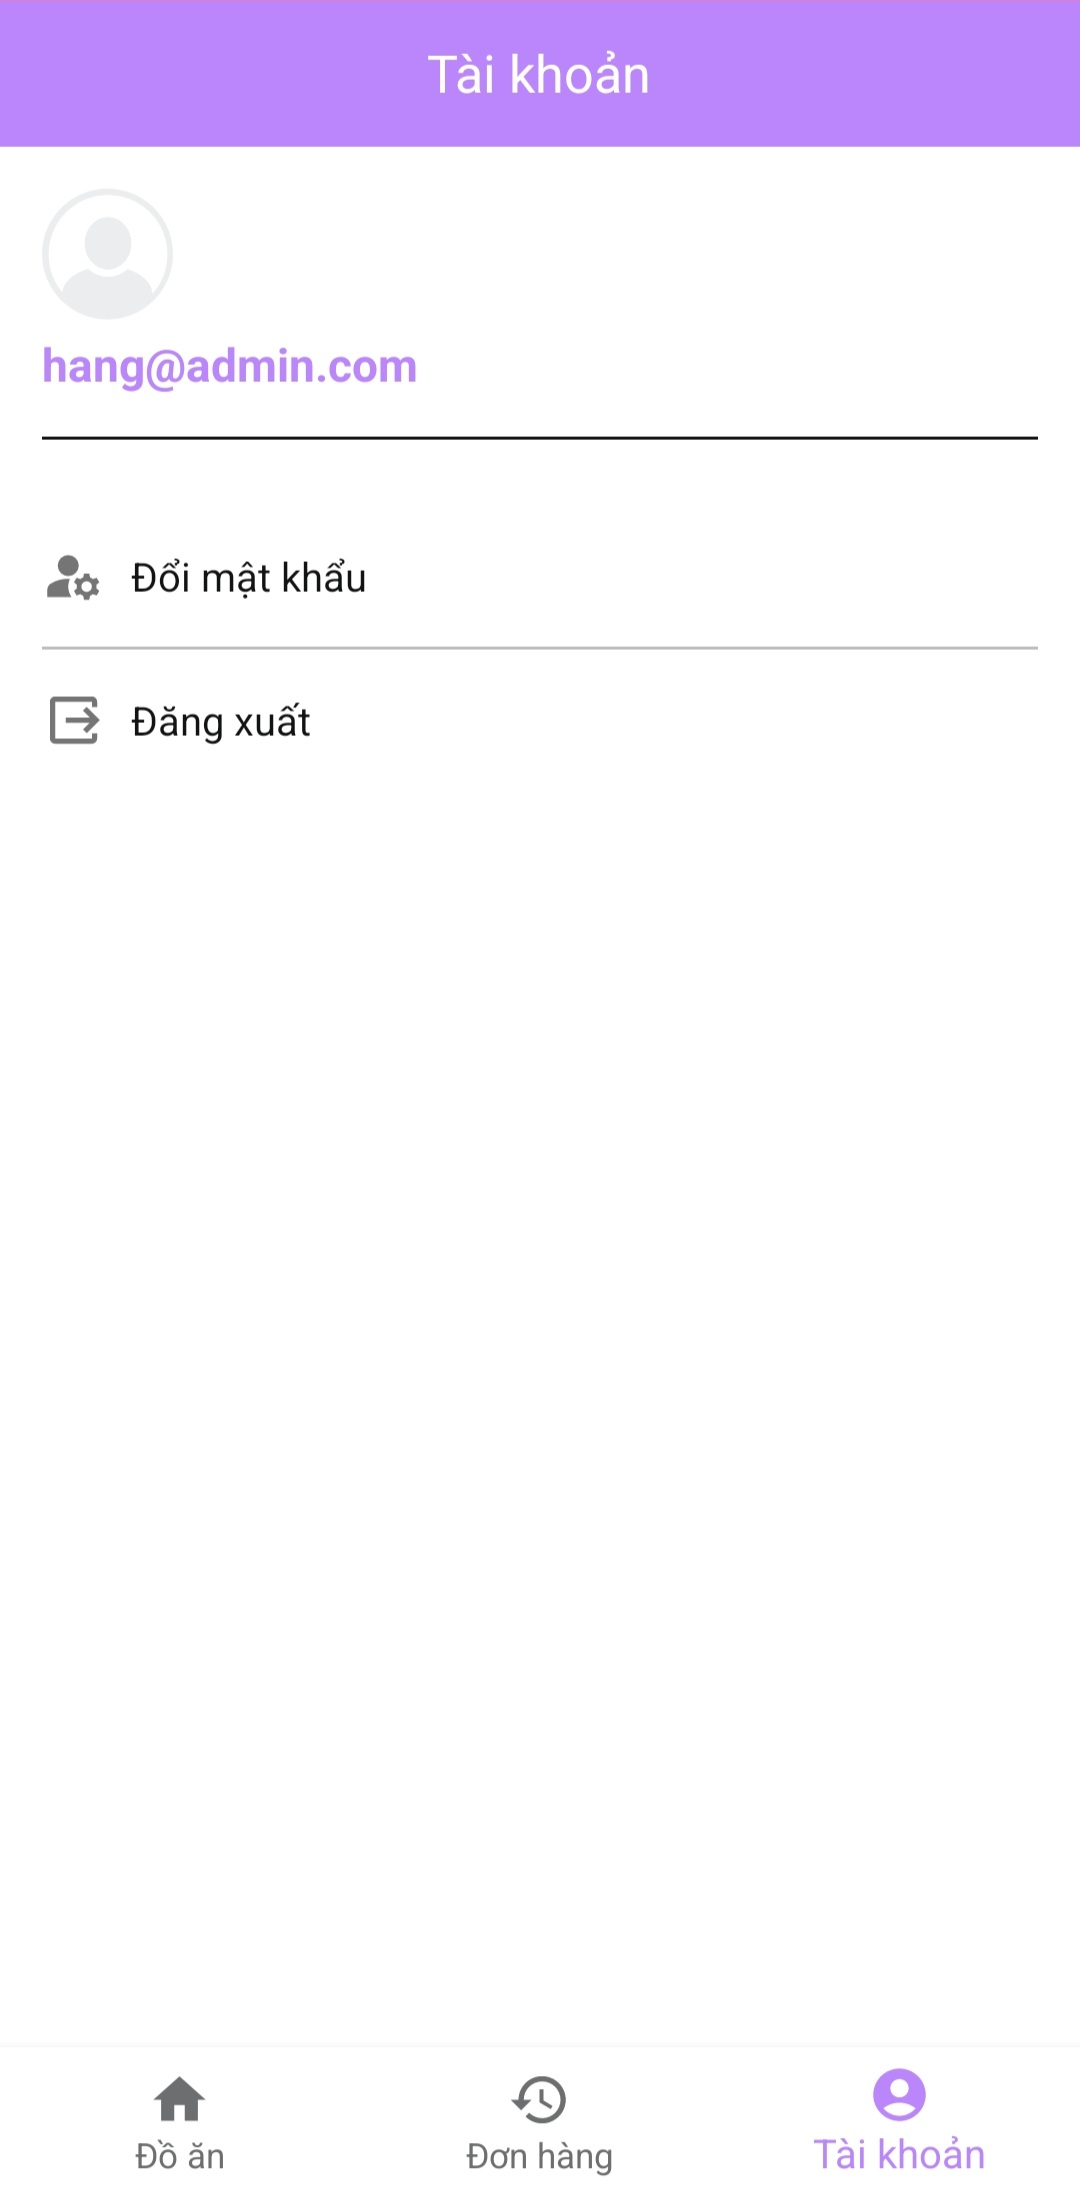 Tài khoản
hang@admin.com
Đổi mật khẩu
Đăng xuất
Đồ ăn
Đơn hàng
Tài khoản